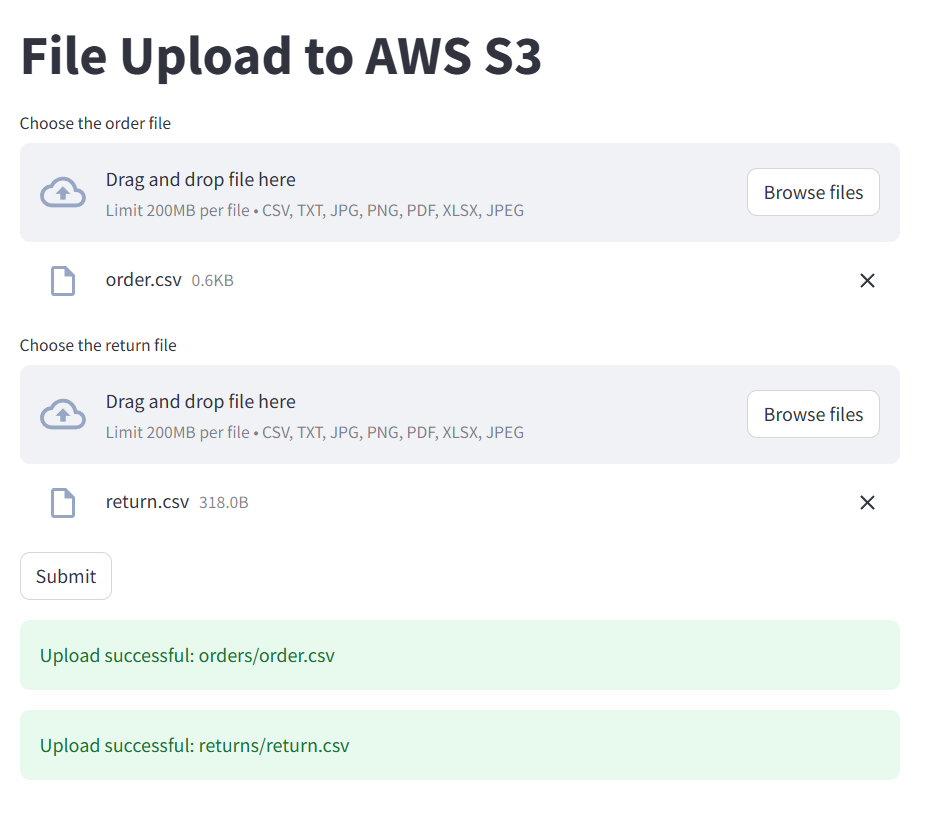 File Upload to AWS S3
Choose the order file
Drag and drop file here
Limit 200MB per file • CSV, TXT, JPG, PNG, PDF, XLSX, JPEG
Browse files
order.csv 0.6KB
Choose the return file
Drag and drop file here
Limit 200MB per file • CSV, TXT, JPG, PNG, PDF, XLSX, JPEG
Browse files
return.csv 318.0B
Submit
Upload successful: orders/order.csv
Upload successful: returns/return.csv